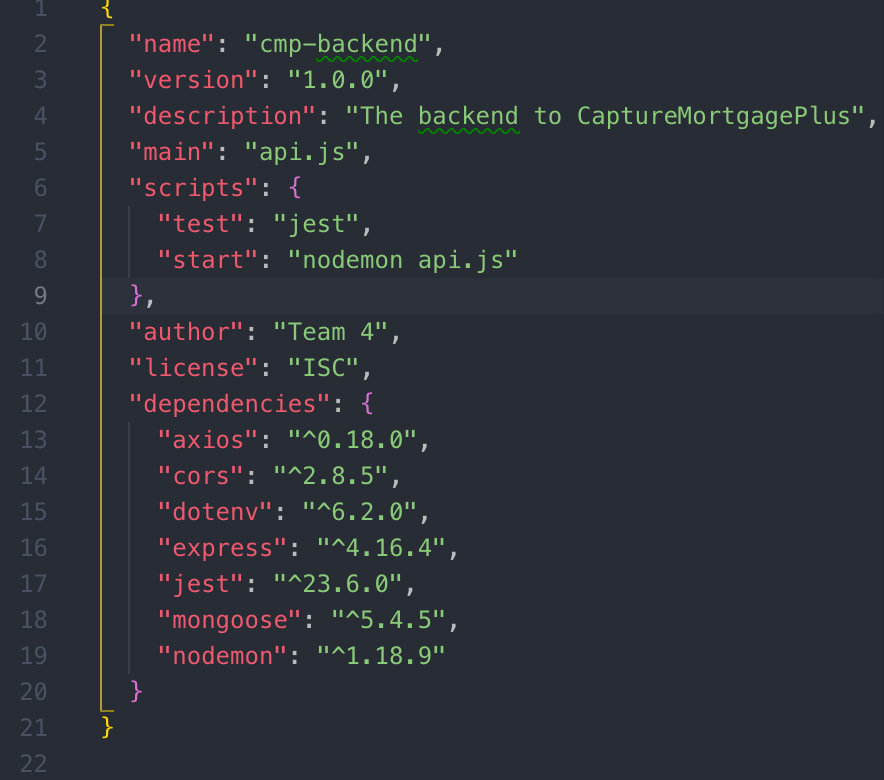 1 {
2 "name": "cmp-backend",
3 "version": "1.0.0",
4 "description": "The backend to CaptureMortgagePlus",
5 "main": "api.js",
6 "scripts": {
7 "test": "jest",
8 "start": "nodemon api.js"
9 },
10 "author": "Team 4",
11 "license": "ISC",
12 "dependencies": {
13 "axios": "^0.18.0",
14 "cors": "^2.8.5",
15 "dotenv": "^6.2.0",
16 "express": "^4.16.4",
17 "jest": "^23.6.0",
18 "mongoose": "^5.4.5",
19 "nodemon": "^1.18.9"
20 }
21 }
22